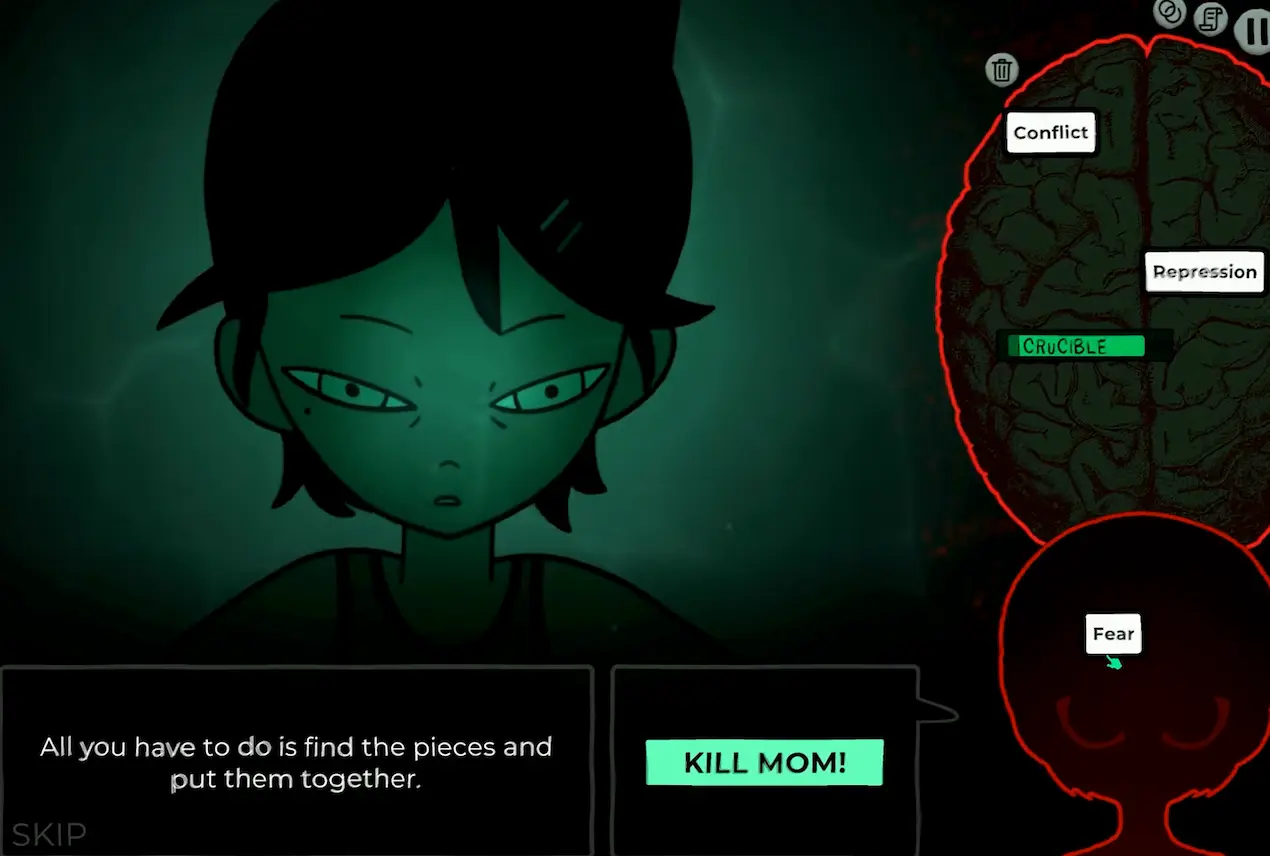 Conflict
Repression
CRUCIBLE
Fear
All you have to do is find the pieces and
put them together.
KILL MOM!
SKIP